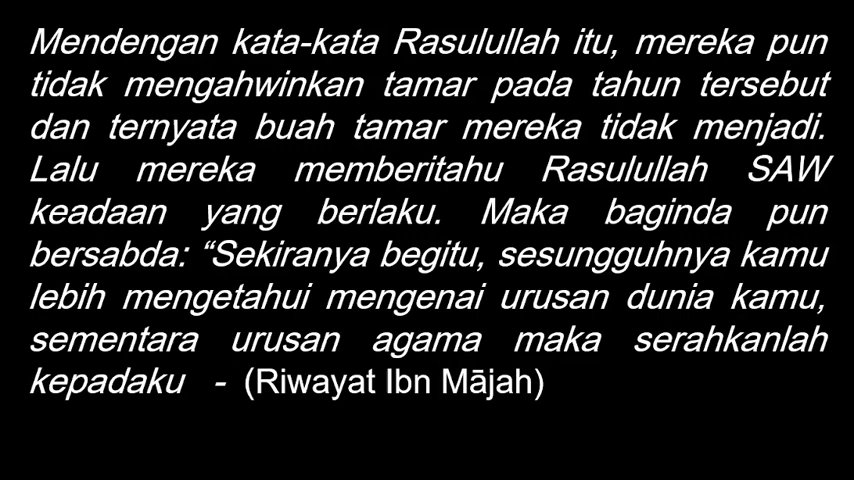 Mendengan kata-kata Rasulullah itu, mereka pun
tidak mengahwinkan tamar pada tahun tersebut
dan ternyata buah tamar mereka tidak menjadi.
Lalu mereka memberitahu Rasulullah SAW
keadaan yang berlaku. Maka baginda pun
bersabda: “Sekiranya begitu, sesungguhnya kamu
lebih mengetahui mengenai urusan dunia kamu,
sementara urusan agama maka serahkanlah
kepadaku - (Riwayat Ibn Mājah)